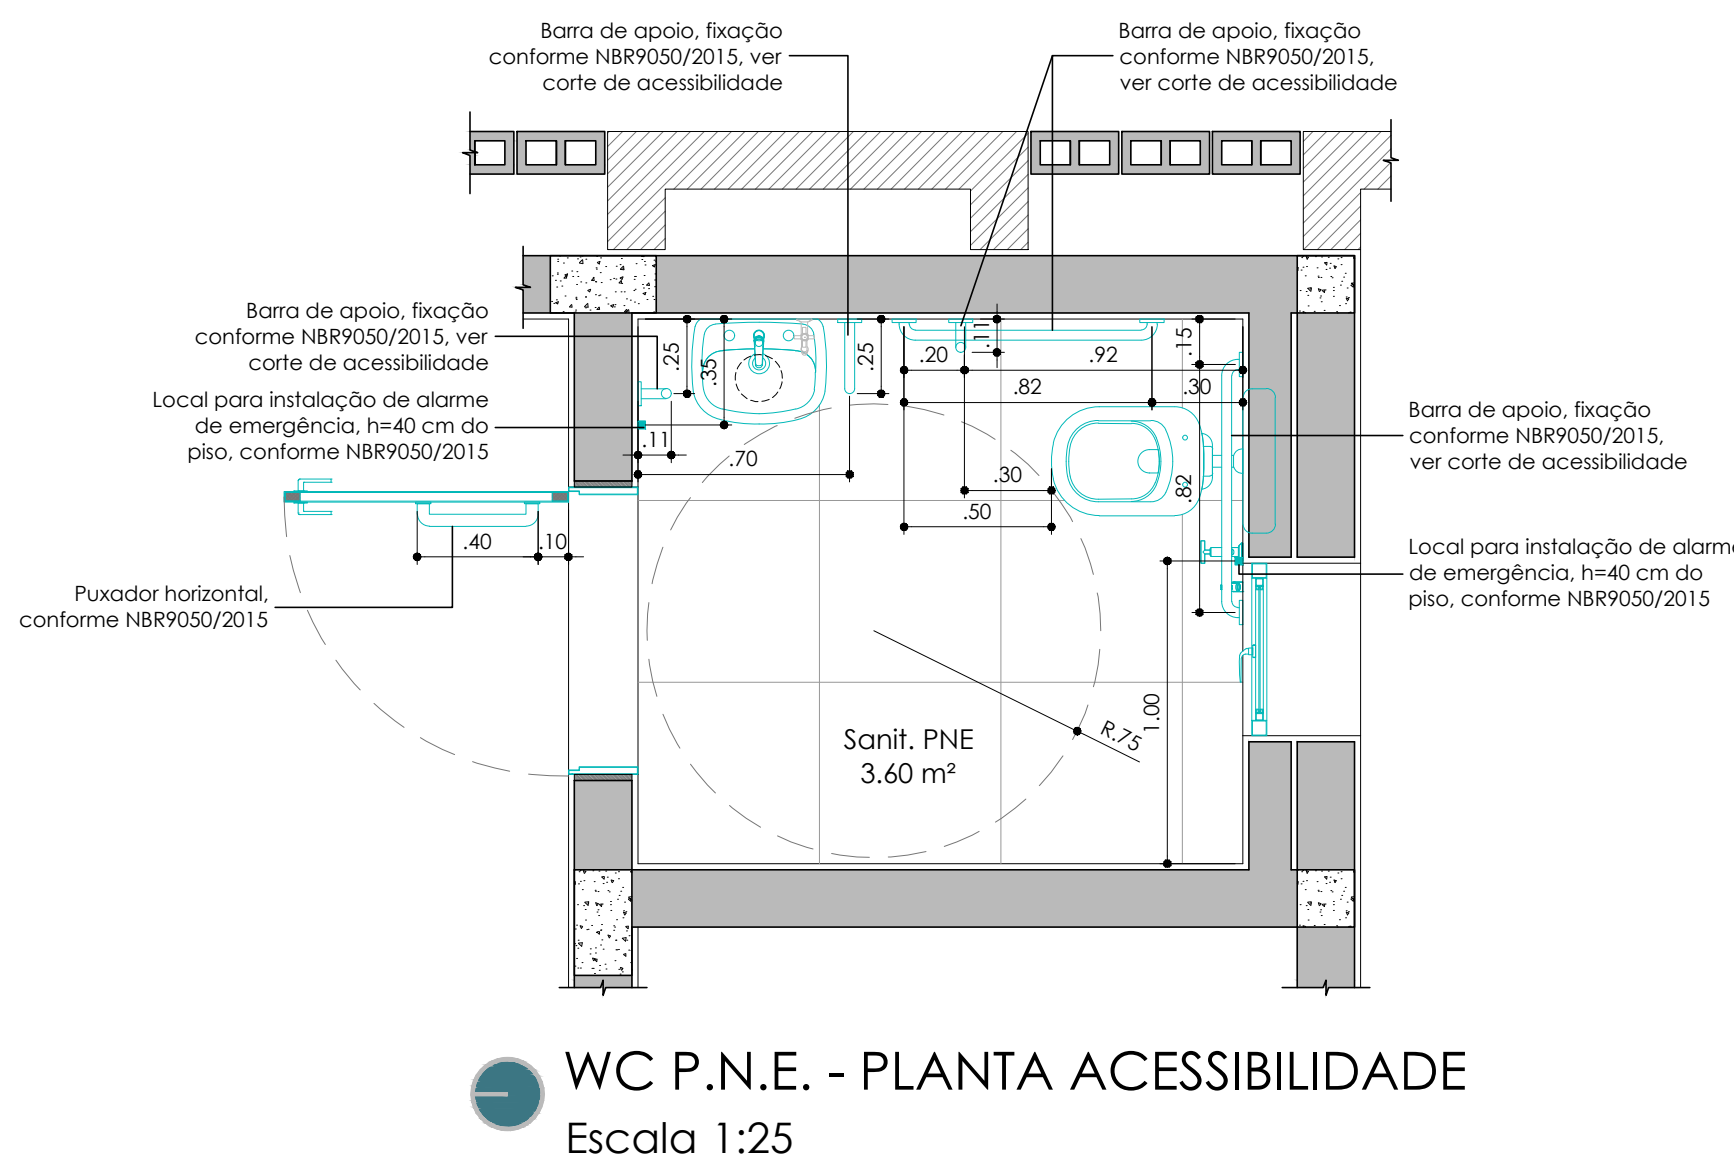 Barra de apoio, fixação
conforme NBR9050/2015, ver
corte de acessibilidade
Barra de apoio, fixação
conforme NBR9050/2015,
ver corte de acessibilidade
Barra de apoio, fixação
conforme NBR9050/2015, ver
corte de acessibilidade
Local para instalação de alarme
de emergência, h=40 cm do
piso, conforme NBR9050/2015
Puxador horizontal,
conforme NBR9050/2015
.25
.35
.25
.11
.15
.20
.92
.82
.30
.11
.70
.30
.50
.82
.40
.10
Barra de apoio, fixação
conforme NBR9050/2015,
ver corte de acessibilidade
Local para instalação de alarme
de emergência, h=40 cm do
piso, conforme NBR9050/2015
1.00
R.75
Sanit. PNE
3.60 m²
WC P.N.E. - PLANTA ACESSIBILIDADE
Escala 1:25